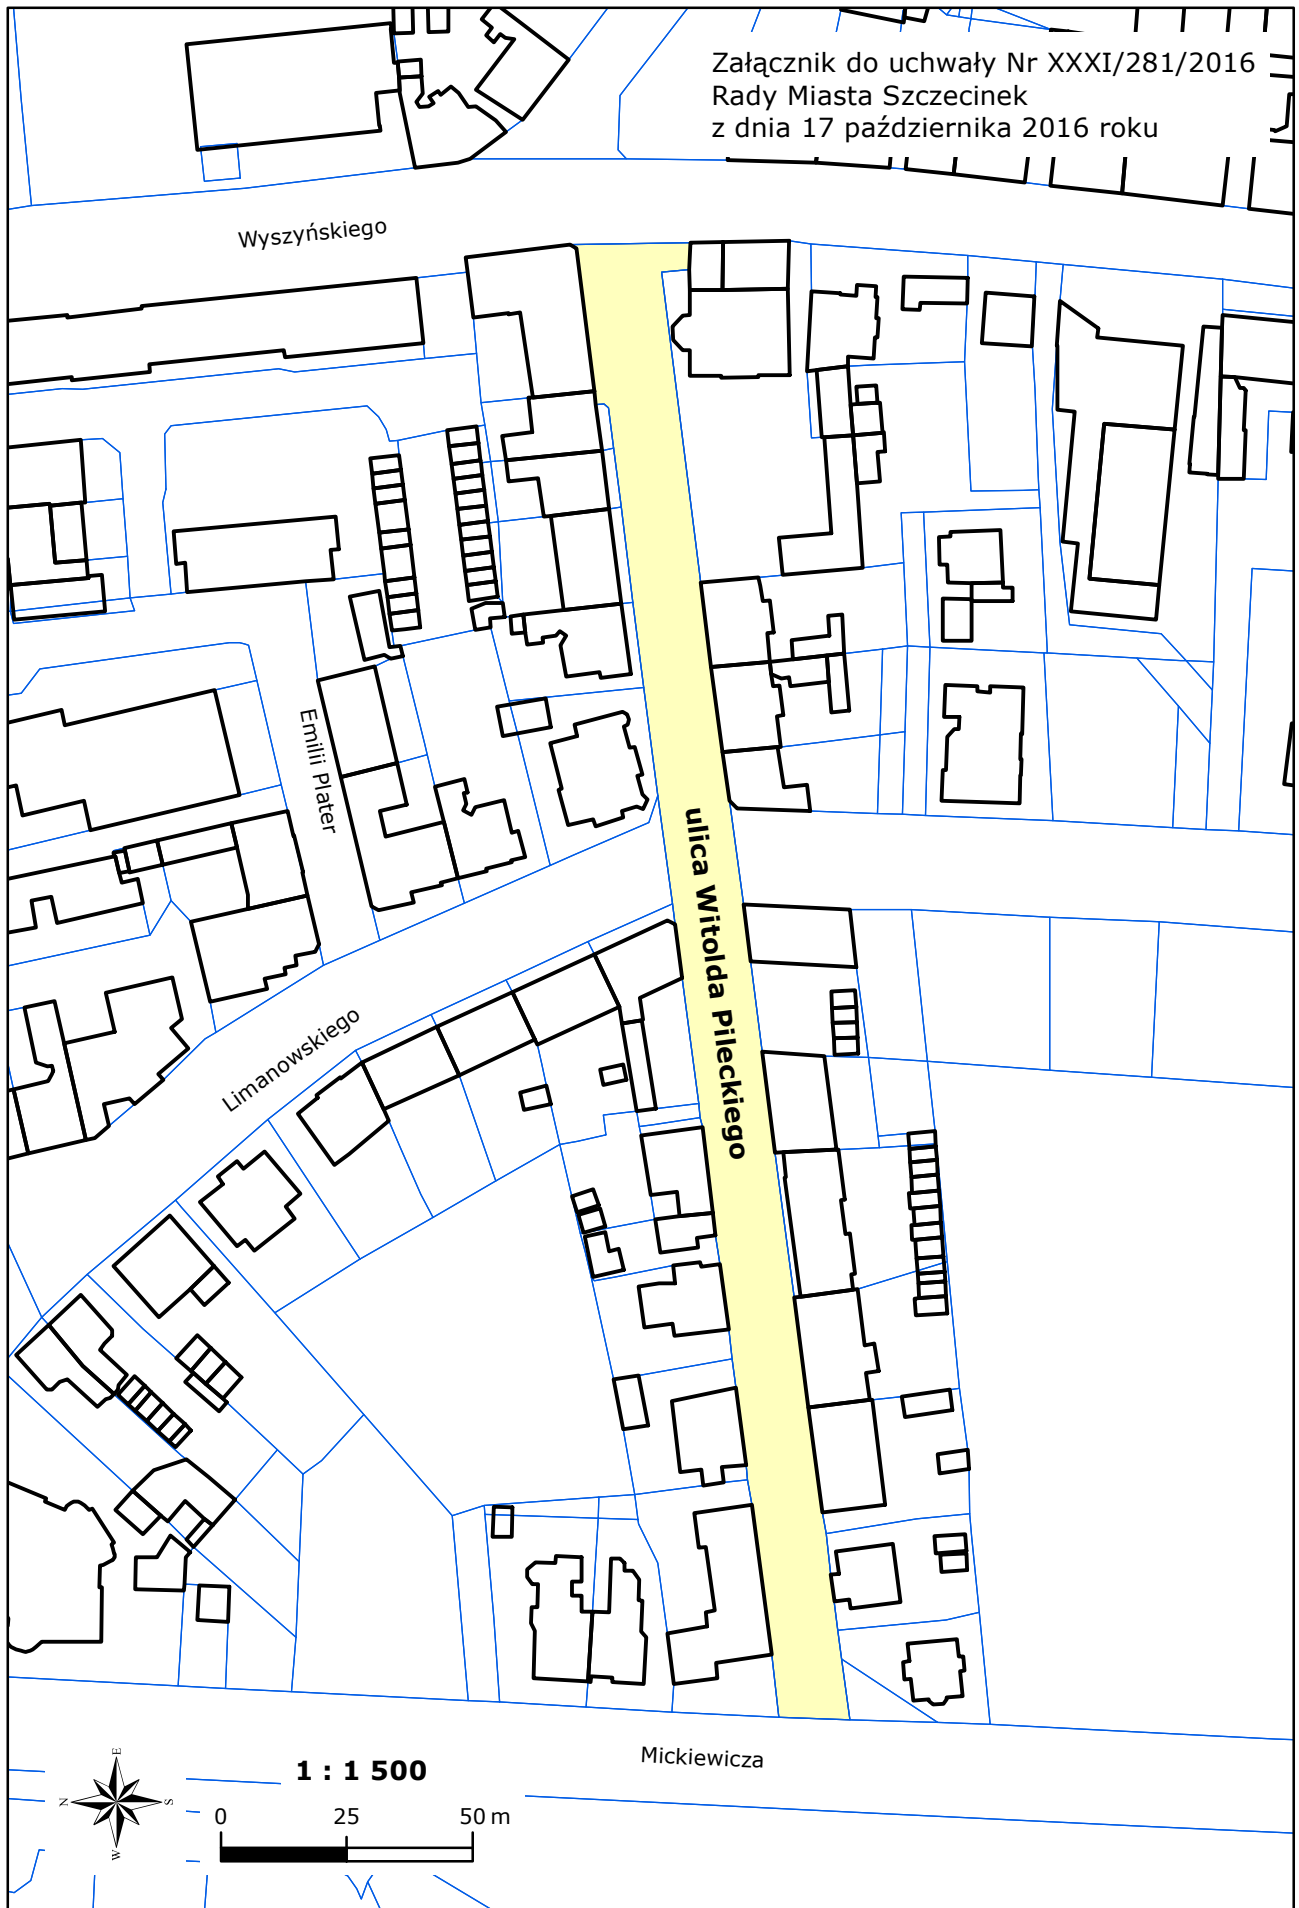 Załącznik do uchwały Nr XXXI/281/2016
Rady Miasta Szczecinek
z dnia 17 października 2016 roku
Wyszyńskiego
Emilii Plater
ulica Witolda Pileckiego
Limanowskiego
Mickiewicza
1 : 1 500
0 25 50 m
E
N S
W